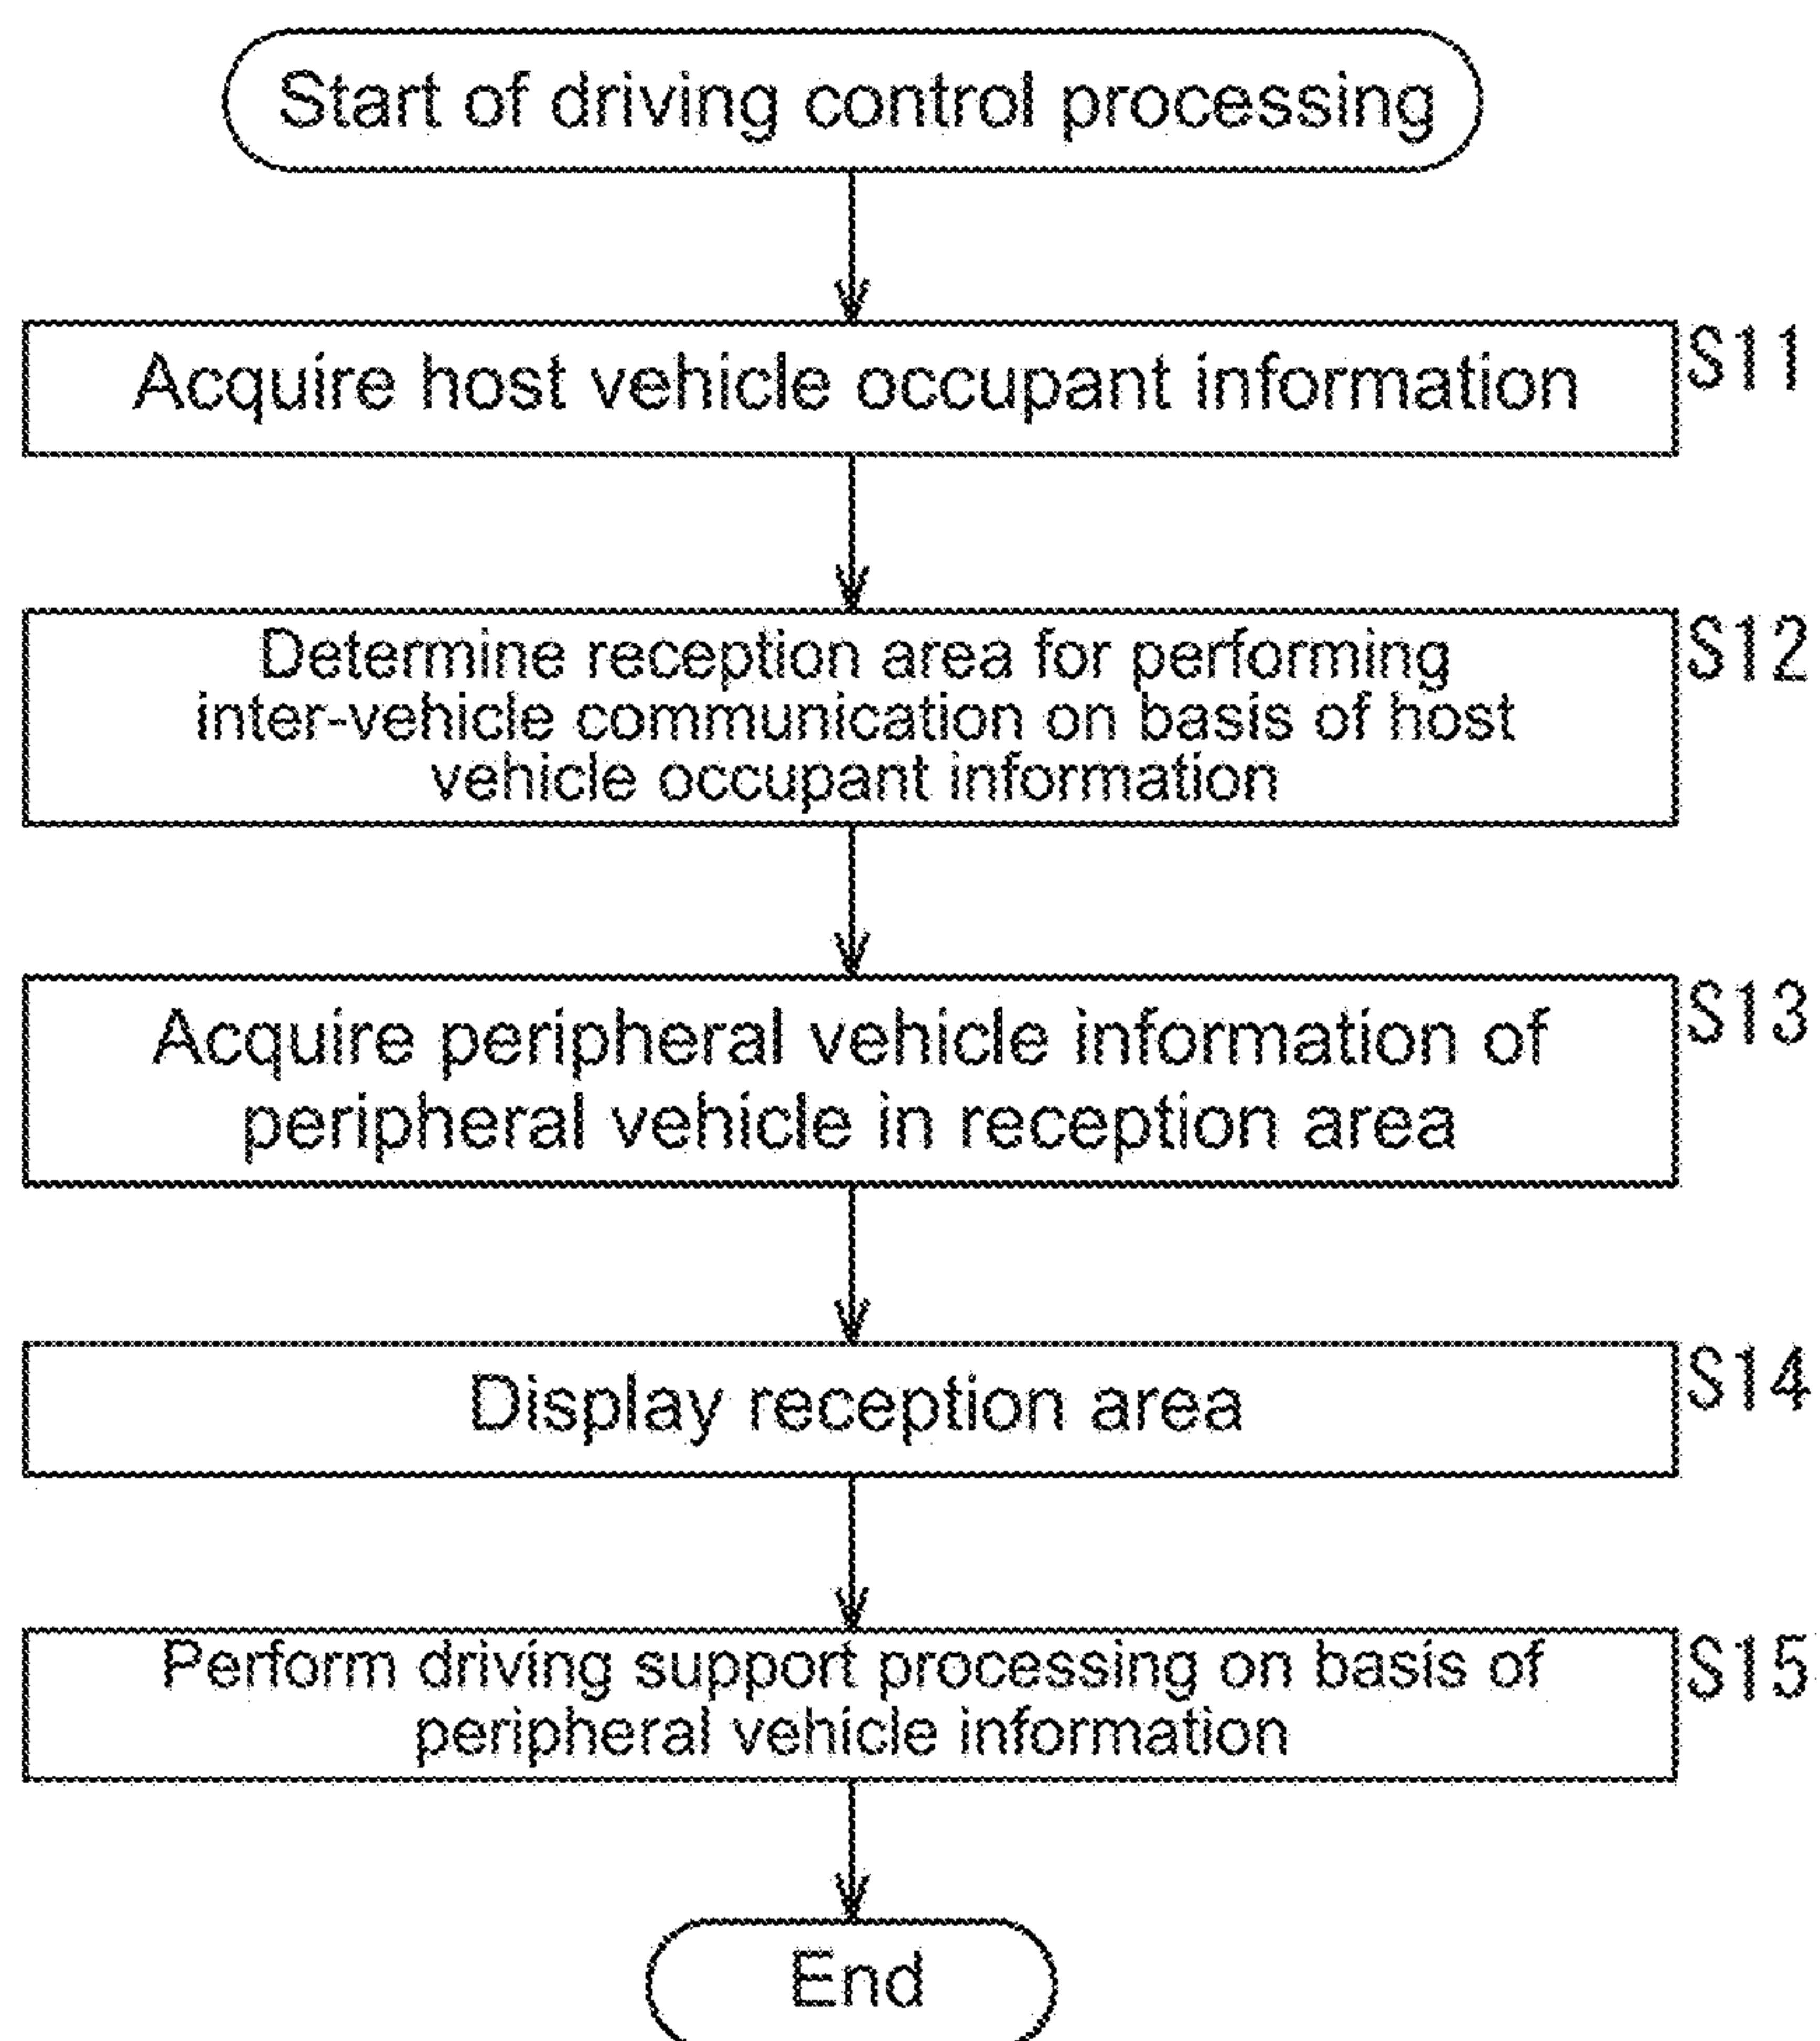 Start of driving control processing
Acquire host vehicle occupant information
S11
Determine reception area for performing
inter-vehicle communication on basis of host
vehicle occupant information
S12
Acquire peripheral vehicle information of
peripheral vehicle in reception area
S13
Display reception area
S14
Perform driving support processing on basis of
peripheral vehicle information
S15
End